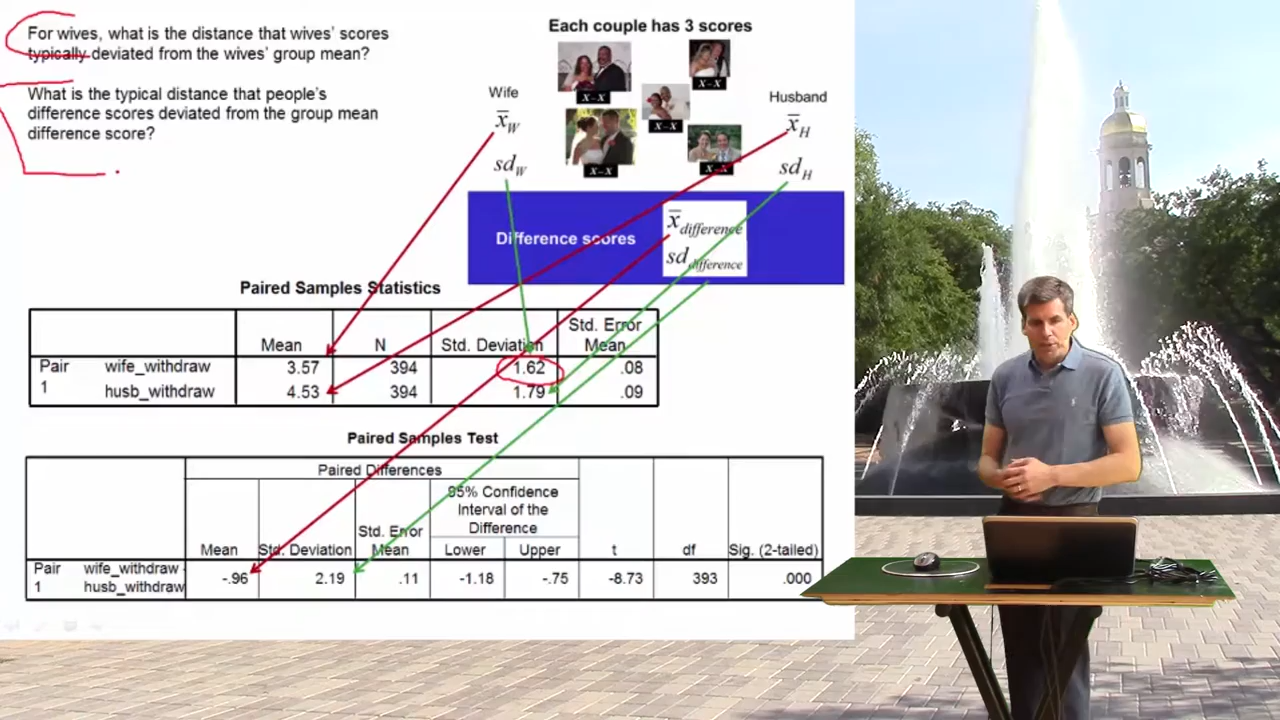 For wives, what is the distance that wives' scores
typically deviated from the wives' group mean?
What is the typical distance that people's
difference scores deviated from the group mean
difference score?
Each couple has 3 scores
X–X
X–X
X–X
X–X
X–X
Wife
x̄W
sdW
Husband
x̄H
sdH
Difference scores
x̄difference
sddifference
Paired Samples Statistics
Mean N Std. Deviation Std. Error Mean
Pair 1 wife_withdraw 3.57 394 1.62 .08
husb_withdraw 4.53 394 1.79 .09
Paired Samples Test
Paired Differences
95% Confidence Interval of the Difference
Mean Std. Deviation Std. Error Mean Lower Upper t df Sig. (2-tailed)
Pair 1 wife_withdraw - husb_withdraw -.96 2.19 .11 -1.18 -.75 -8.73 393 .000